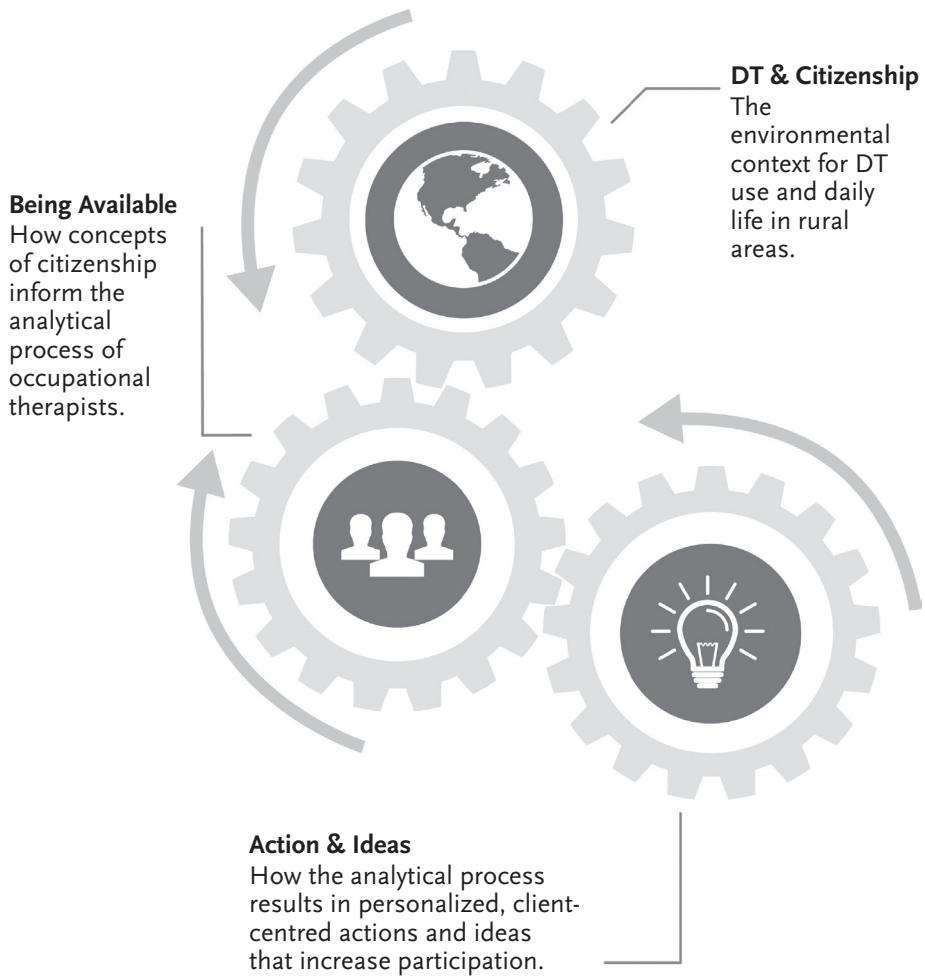 DT & Citizenship
The
environmental
context for DT
use and daily
life in rural
areas.
Being Available
How concepts
of citizenship
inform the
analytical
process of
occupational
therapists.
Action & Ideas
How the analytical process
results in personalized, client-
centred actions and ideas
that increase participation.